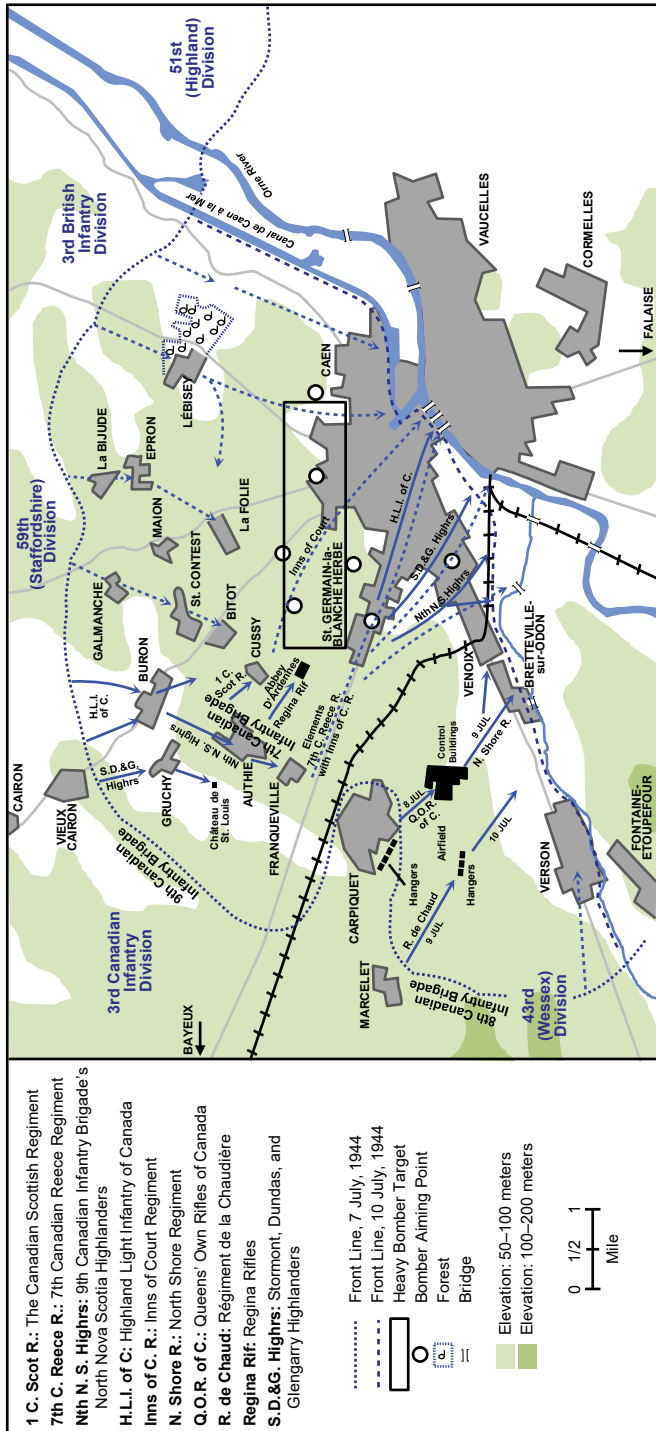 1 C. Scot R.: The Canadian Scottish Regiment
7th C. Reece R.: 7th Canadian Reece Regiment
Nth N. S. Highrs: 9th Canadian Infantry Brigade's
North Nova Scotia Highlanders
H.L.I. of C: Highland Light Infantry of Canada
Inns of C. R.: Inns of Court Regiment
N. Shore R.: North Shore Regiment
Q.O.R. of C.: Queens' Own Rifles of Canada
R. de Chaud: Régiment de la Chaudière
Regina Rif: Regina Rifles
S.D.&G. Highrs: Stormont, Dundas, and
Glengarry Highlanders
Front Line, 7 July, 1944
Front Line, 10 July, 1944
Heavy Bomber Target
Bomber Aiming Point
Forest
Bridge
Elevation: 50–100 meters
Elevation: 100–200 meters
0 1/2 1
Mile
CAIRON
VIEUX
CAIRON
59th
(Staffordshire)
Division
3rd British
Infantry
Division
51st
(Highland)
Division
3rd Canadian
Infantry
Division
9th Canadian
Infantry Brigade
H.L.I.
of C.
S.D.&G.
Highrs
GRUCHY
Château de
St. Louis
BURON
GALMANCHE
St. CONTEST
BITOT
MAION
La BIJUDE
EPRON
La FOLIE
LÉBISEY
Canal de Caen à la Mer
Orne River
1 C.
Scot R.
CUSSY
Abbey
D'Ardennes
Regina Rif
7th Canadian
Infantry Brigade
Nth N.S. Highrs
AUTHIE
FRANQUEVILLE
Elements
7th C. Reece R.
with Inns of C. R.
Inns of Court
St. GERMAIN-la-
BLANCHE HERBE
CAEN
H.L.I. of C.
S.D.&G. Highrs
Nth N.S. Highrs
VAUCELLES
CORMELLES
FALAISE
BAYEUX
CARPIQUET
Hangers
8 JUL
Q.O.R.
of C.
Control
Buildings
Airfield
MARCELET
R. de Chaud
9 JUL
Hangers
8th Canadian
Infantry Brigade
9 JUL
N. Shore R.
10 JUL
VENOIX
BRETTEVILLE-
sur-ODON
43rd
(Wessex)
Division
VERSON
FONTAINE-
ETOUPEFOUR